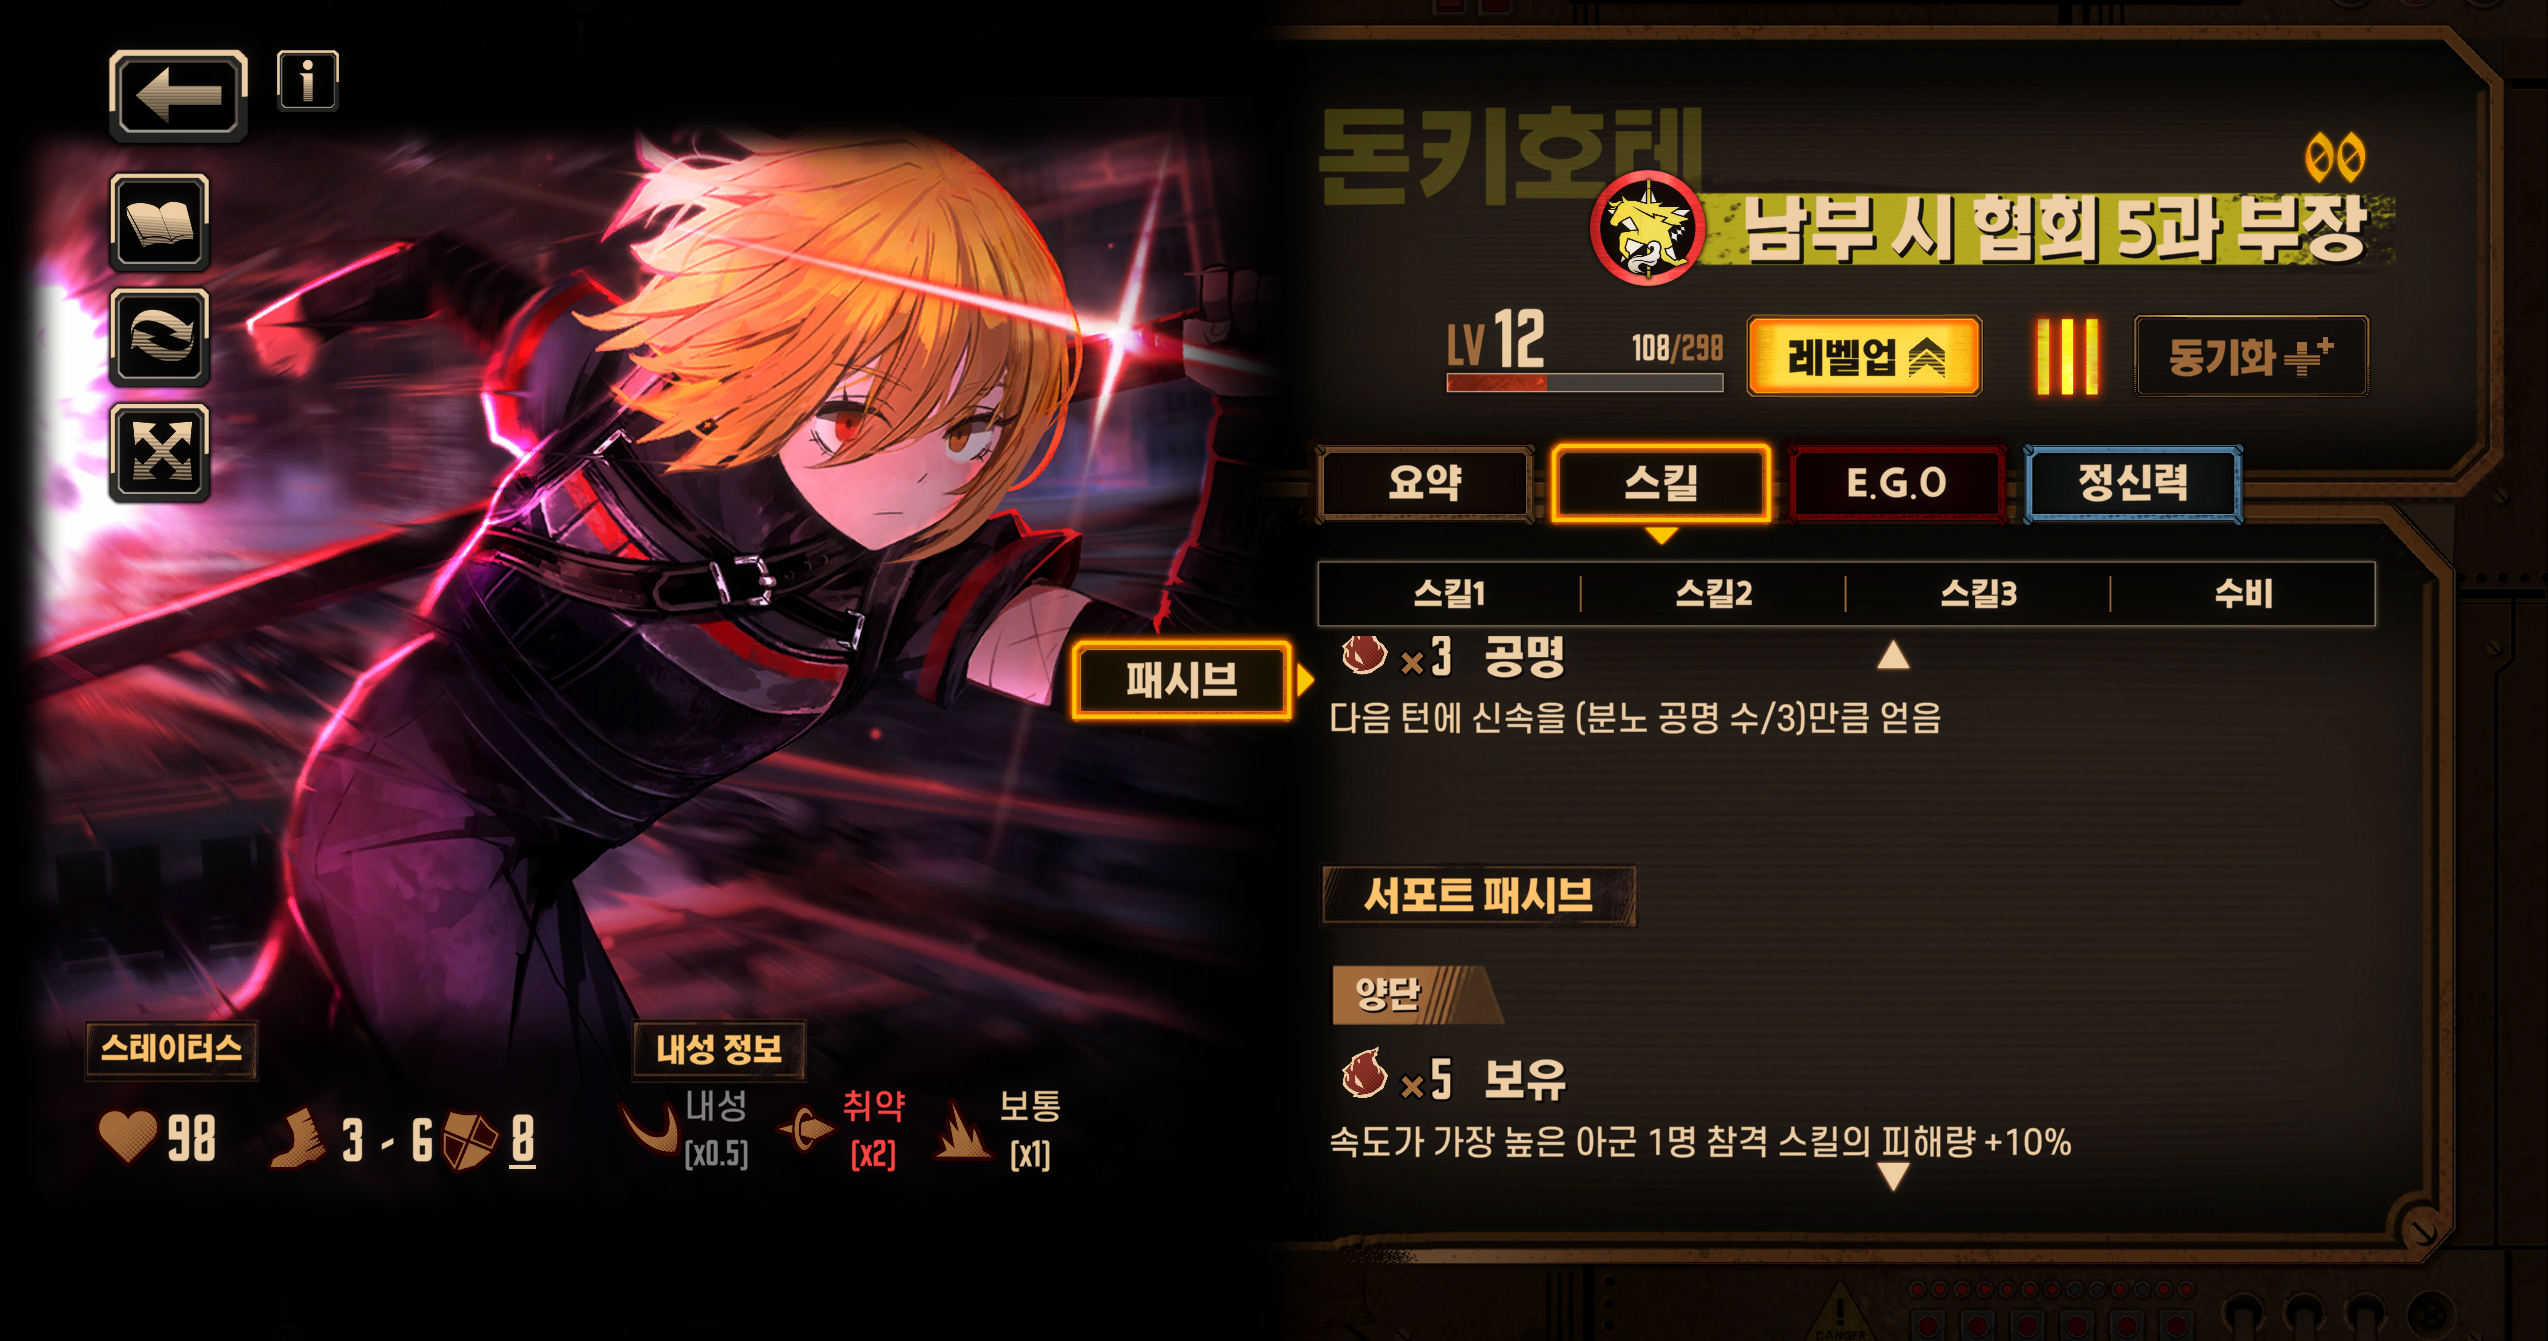 돈키호테
00
남부 시 협회 5과 부장
LV 12
108/298
레벨업
동기화
요약
스킬
E.G.O
정신력
스킬1
스킬2
스킬3
수비
패시브
×3 공명
다음 턴에 신속을 (분노 공명 수/3)만큼 얻음
서포트 패시브
양단
×5 보유
속도가 가장 높은 아군 1명 참격 스킬의 피해량 +10%
스테이터스
98
3 - 6
8
내성 정보
내성
(x0.5)
취약
(x2)
보통
(x1)
DANGER